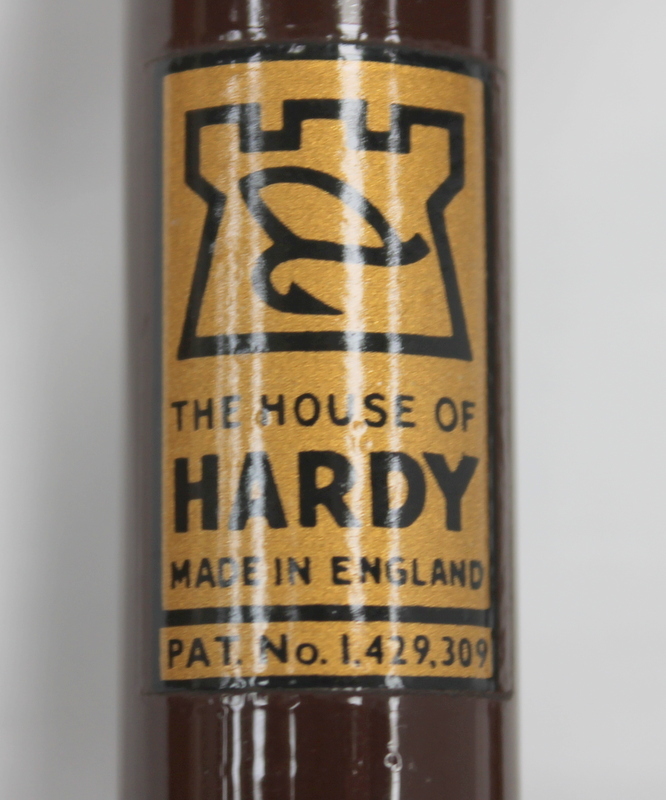 THE HOUSE OF
HARDY
MADE IN ENGLAND
PAT. No. 1,429,309